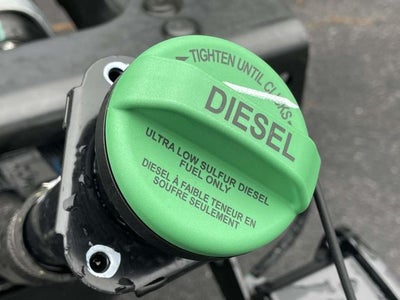 TIGHTEN UNTIL CLICKS
DIESEL
ULTRA LOW SULFUR DIESEL
FUEL ONLY
DIESEL À FAIBLE TENEUR EN
SOUFRE SEULEMENT